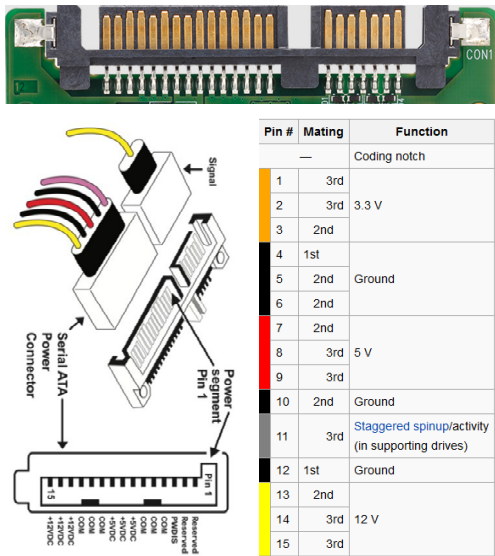 CON1
Signal
Serial ATA
Power
Connector
Power
segment
Pin 1
15
Pin 1
+12VDC
+12VDC
+12VDC
COM
COM
COM
+5VDC
+5VDC
+5VDC
COM
COM
COM
PWDIS
Reserved
Reserved
Pin # Mating Function
— Coding notch
1 3rd
2 3rd 3.3 V
3 2nd
4 1st
5 2nd Ground
6 2nd
7 2nd
8 3rd 5 V
9 3rd
10 2nd Ground
11 3rd Staggered spinup/activity
(in supporting drives)
12 1st Ground
13 2nd
14 3rd 12 V
15 3rd